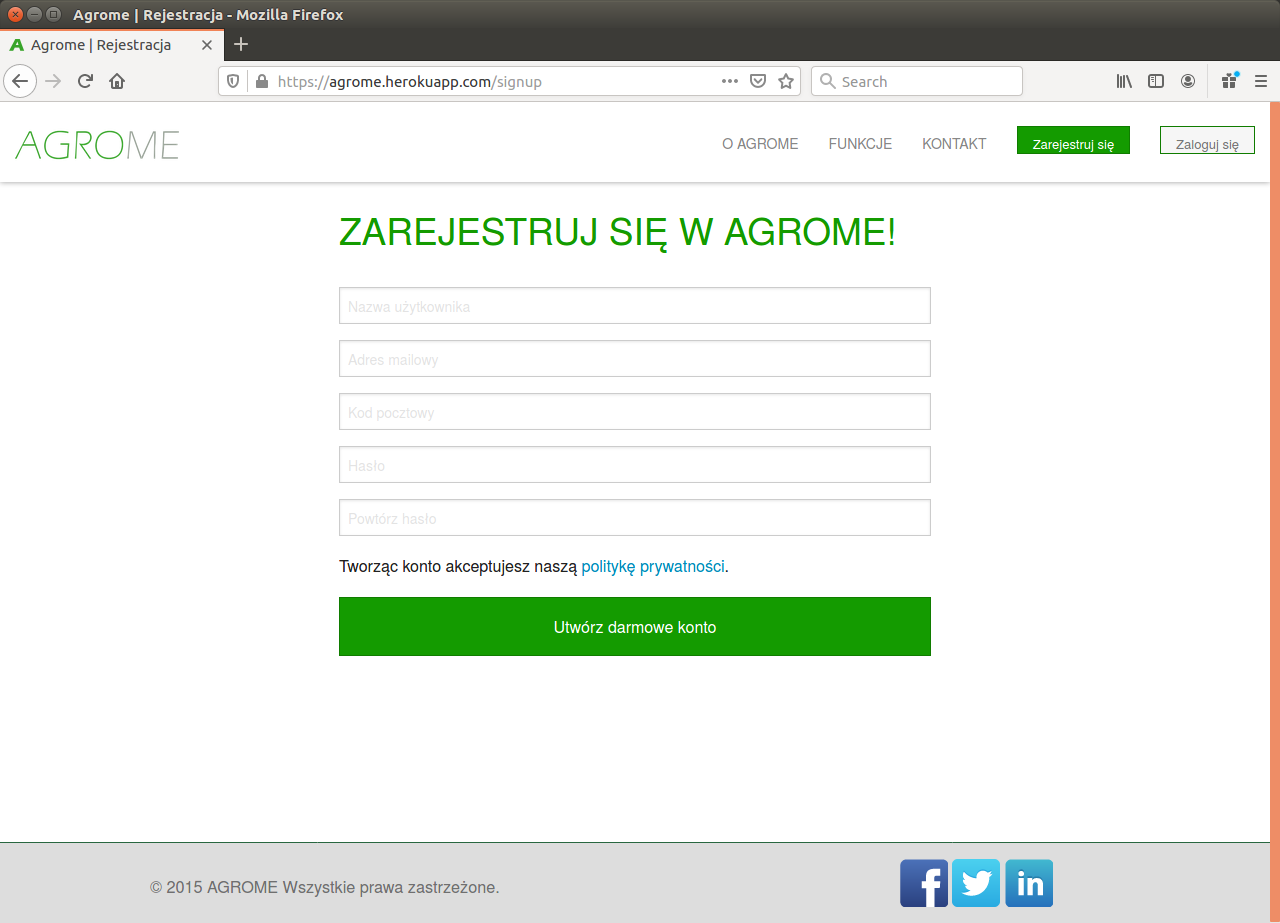 Agrome | Rejestracja - Mozilla Firefox
Agrome | Rejestracja
https://agrome.herokuapp.com/signup
Search
AGROME
O AGROME
FUNKCJE
KONTAKT
Zarejestruj się
Zaloguj się
ZAREJESTRUJ SIĘ W AGROME!
Nazwa użytkownika
Adres mailowy
Kod pocztowy
Hasło
Powtórz hasło
Tworząc konto akceptujesz naszą politykę prywatności.
Utwórz darmowe konto
© 2015 AGROME Wszystkie prawa zastrzeżone.